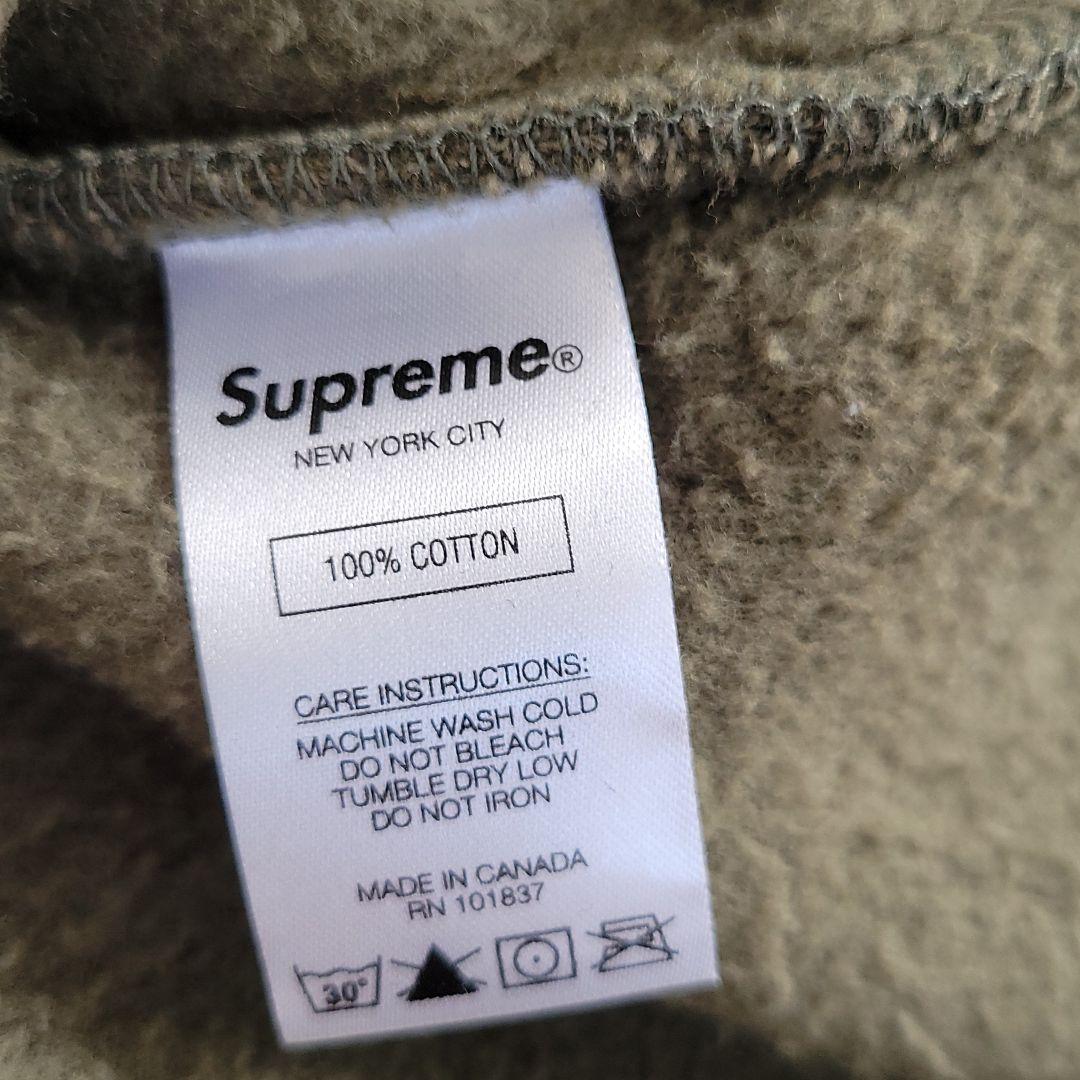 Supreme®
NEW YORK CITY
100% COTTON
CARE INSTRUCTIONS:
MACHINE WASH COLD
DO NOT BLEACH
TUMBLE DRY LOW
DO NOT IRON
MADE IN CANADA
RN 101837
30°